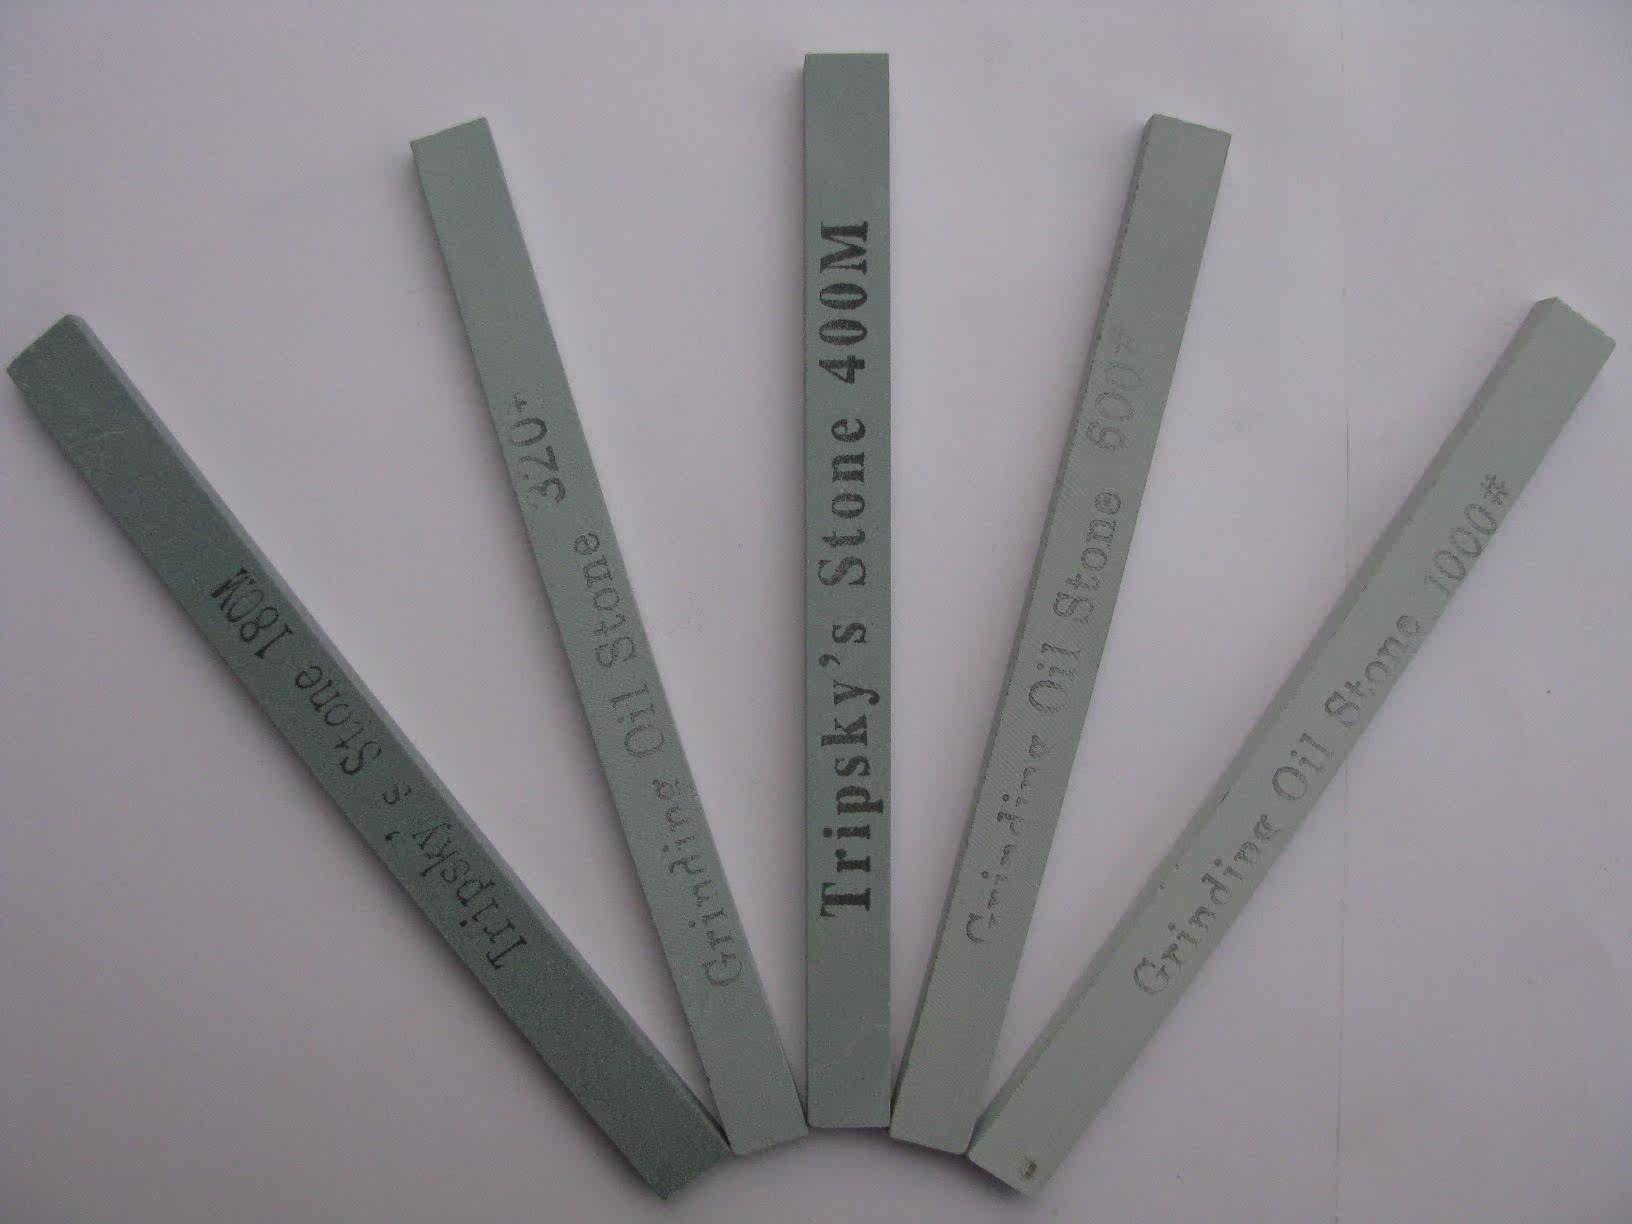 Tripsky's Stone 180M
Grinding Oil Stone 320#
Tripsky's Stone 400M
Grinding Oil Stone 600#
Grinding Oil Stone 1000#